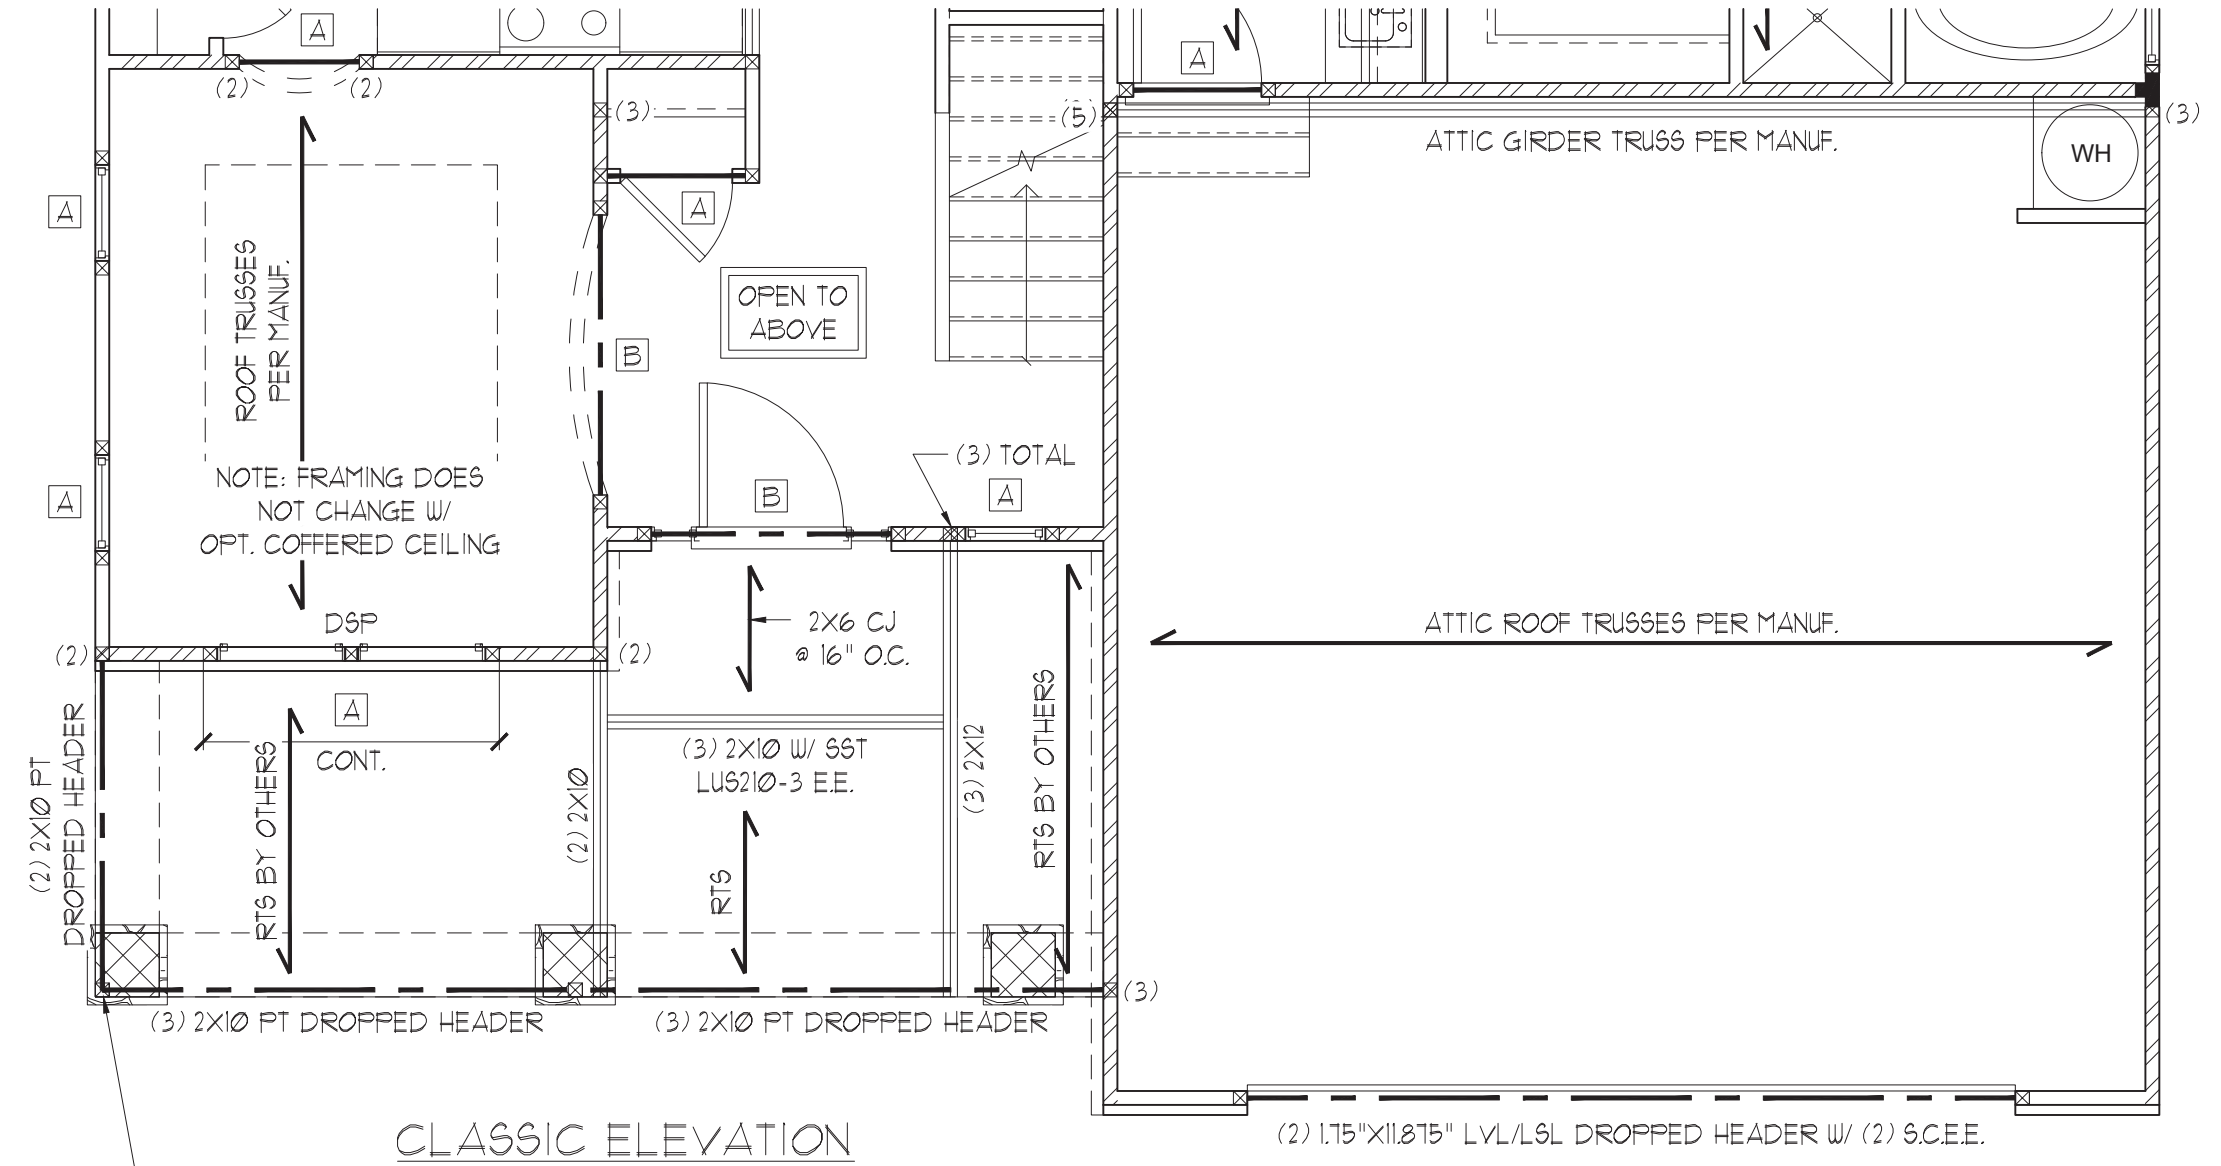 A
A
(2)
(2)
(3)
(5)
ATTIC GIRDER TRUSS PER MANUF.
(3)
WH
A
A
ROOF TRUSSES
PER MANUF.
OPEN TO
ABOVE
B
(3) TOTAL
A
NOTE: FRAMING DOES
NOT CHANGE W/
OPT. COFFERED CEILING
B
A
DSP
2X6 CJ
@ 16" O.C.
ATTIC ROOF TRUSSES PER MANUF.
(2)
(2)
A
CONT.
(2) 2X10 PT
DROPPED HEADER
RTS BY OTHERS
(2) 2X10
(3) 2X10 W/ SST
LUS210-3 E.E.
(3) 2X12
RTS BY OTHERS
RTS
(3)
(3) 2X10 PT DROPPED HEADER
(3) 2X10 PT DROPPED HEADER
CLASSIC ELEVATION
(2) 1.75"X11.875" LVL/LSL DROPPED HEADER W/ (2) S.C.E.E.